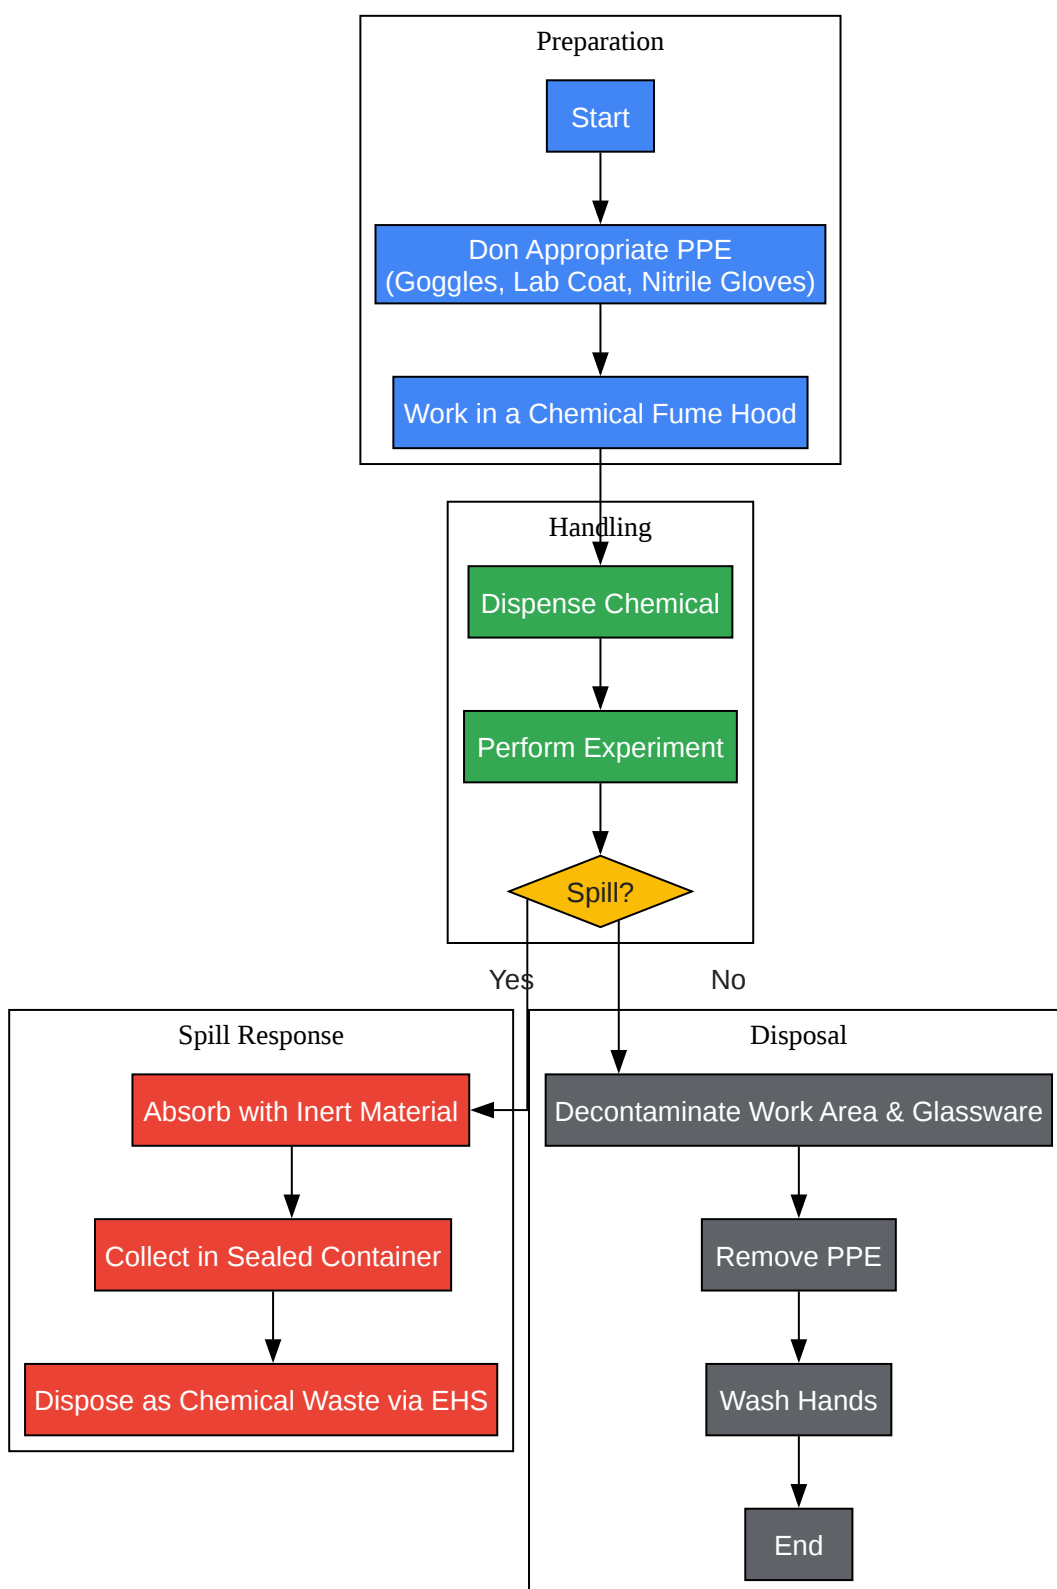 Preparation
Start
Don Appropriate PPE
(Goggles, Lab Coat, Nitrile Gloves)
Work in a Chemical Fume Hood
Handling
Dispense Chemical
Perform Experiment
Spill?
Yes
No
Spill Response
Absorb with Inert Material
Collect in Sealed Container
Dispose as Chemical Waste via EHS
Disposal
Decontaminate Work Area & Glassware
Remove PPE
Wash Hands
End